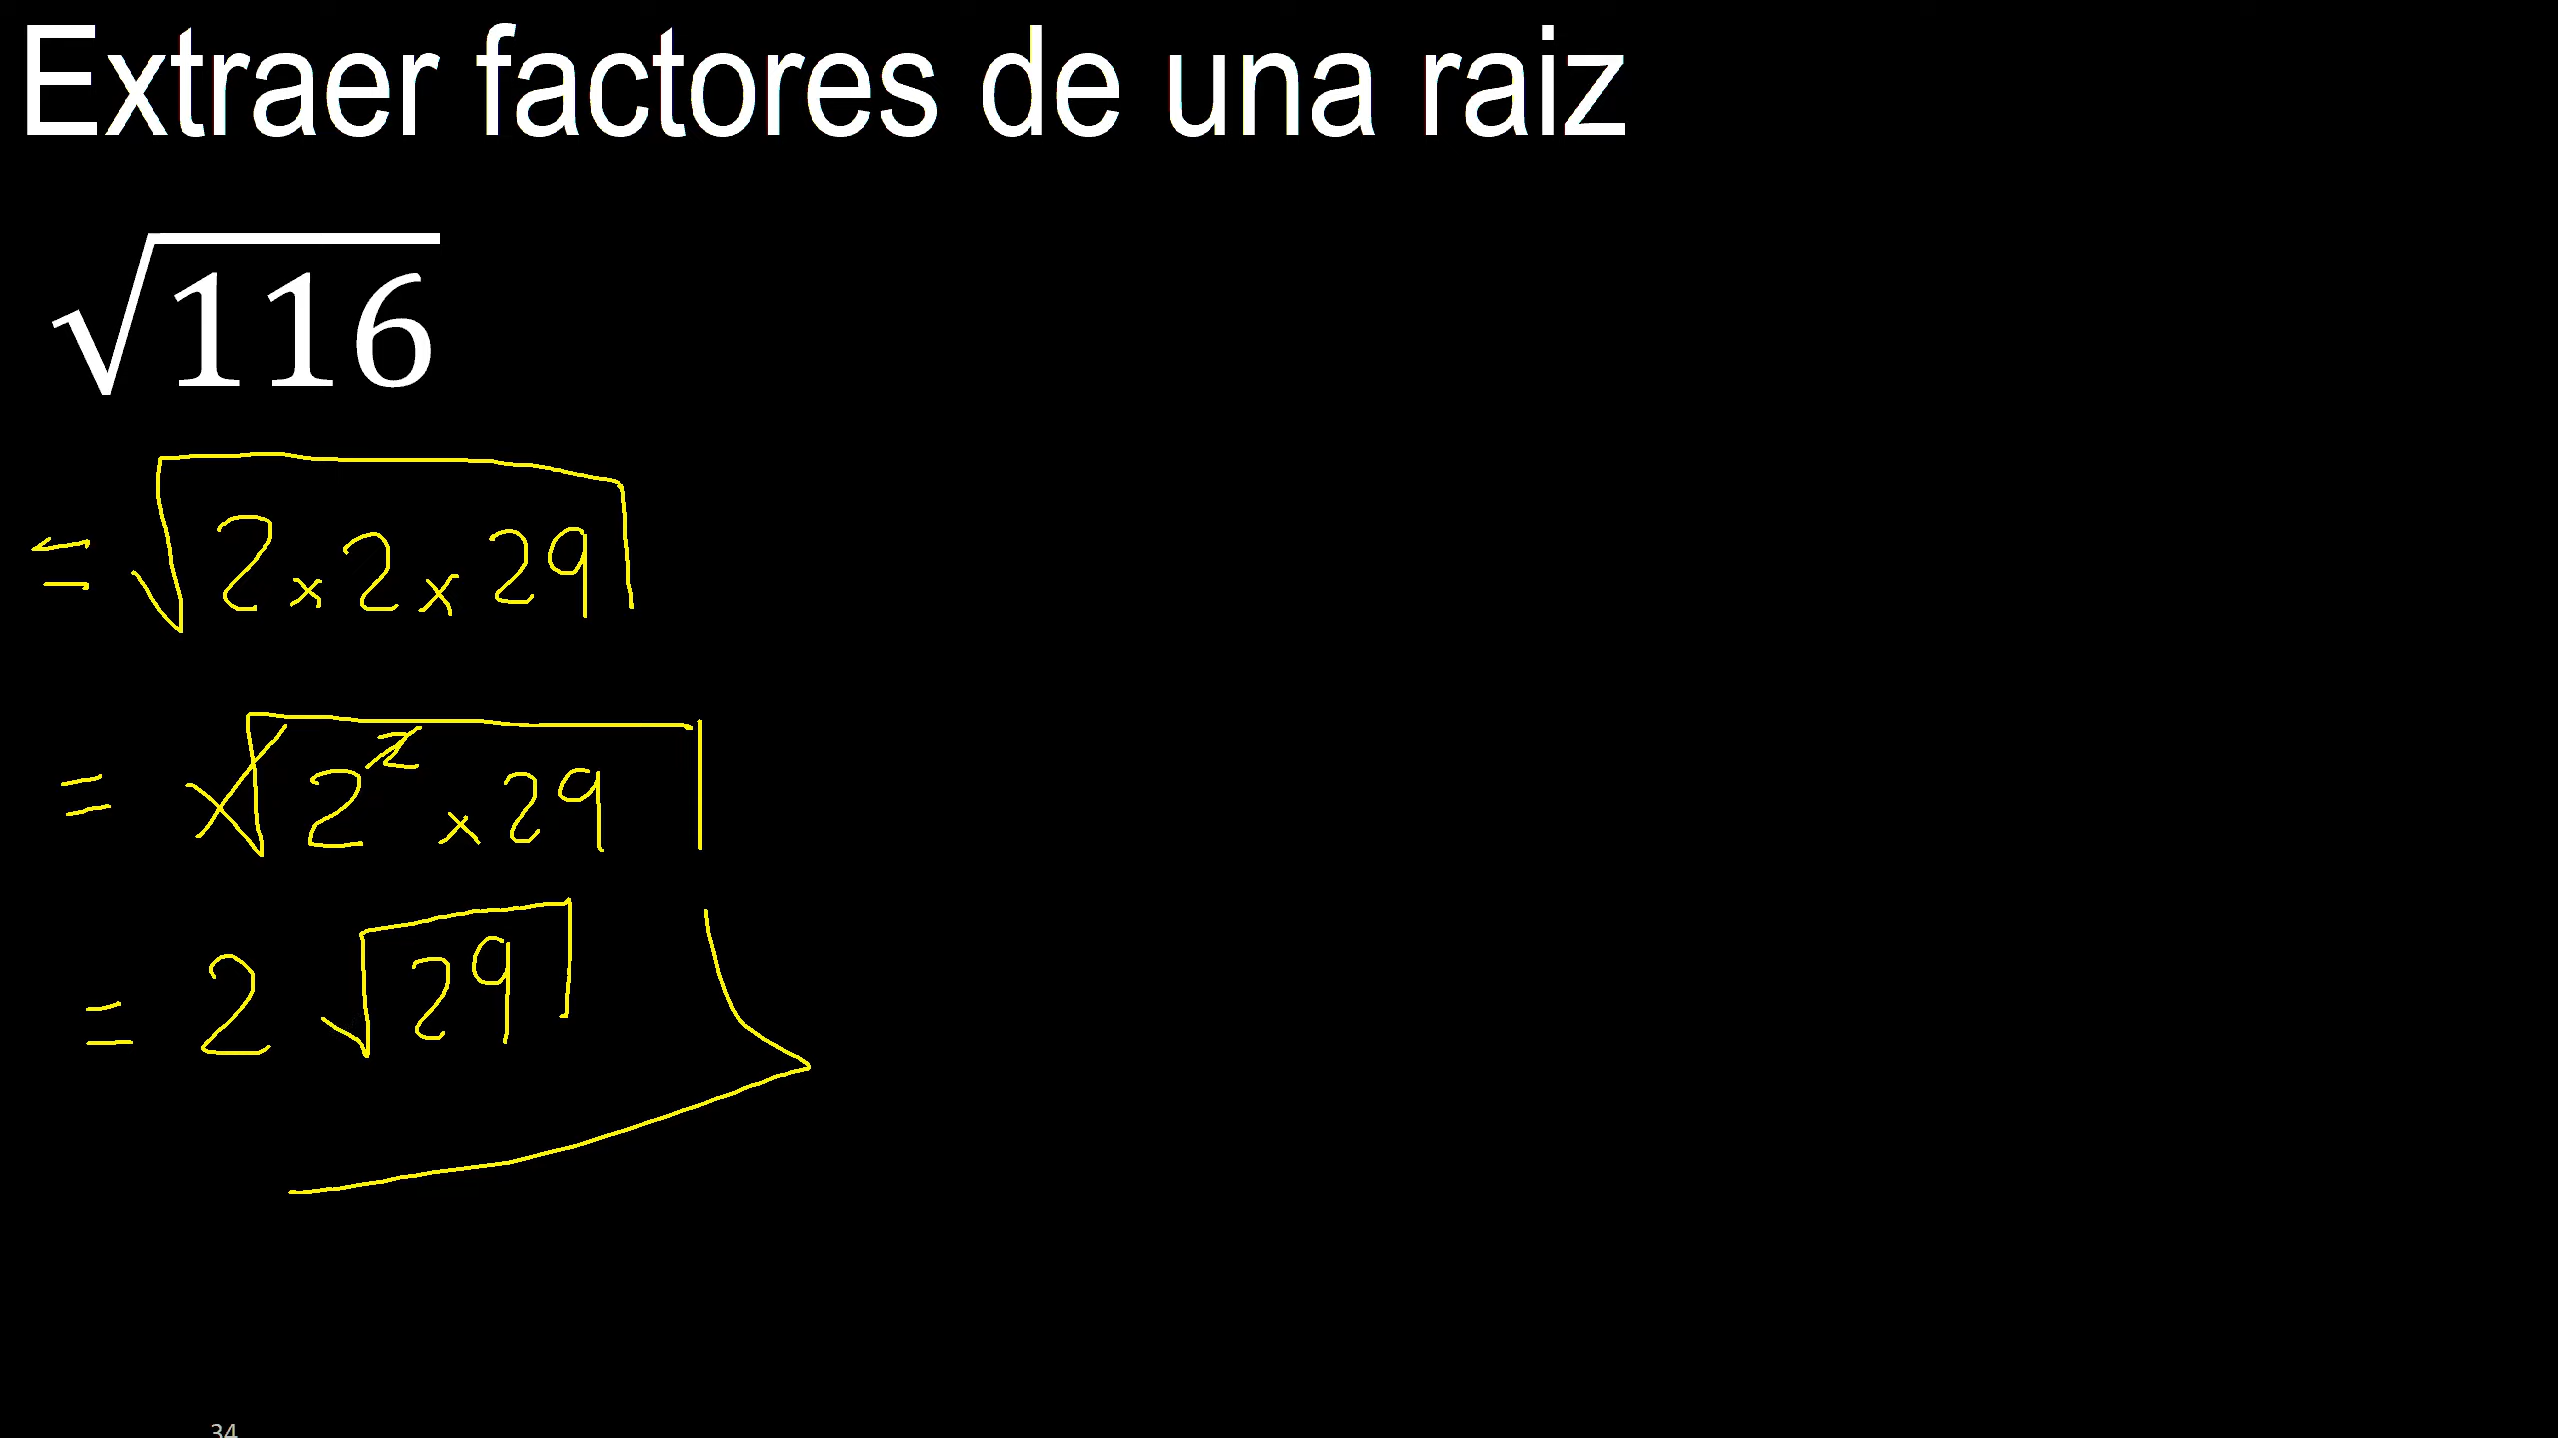 Extraer factores de una raiz
√116
= √2 x 2 x 29
= √2² x 29
= 2 √29
34